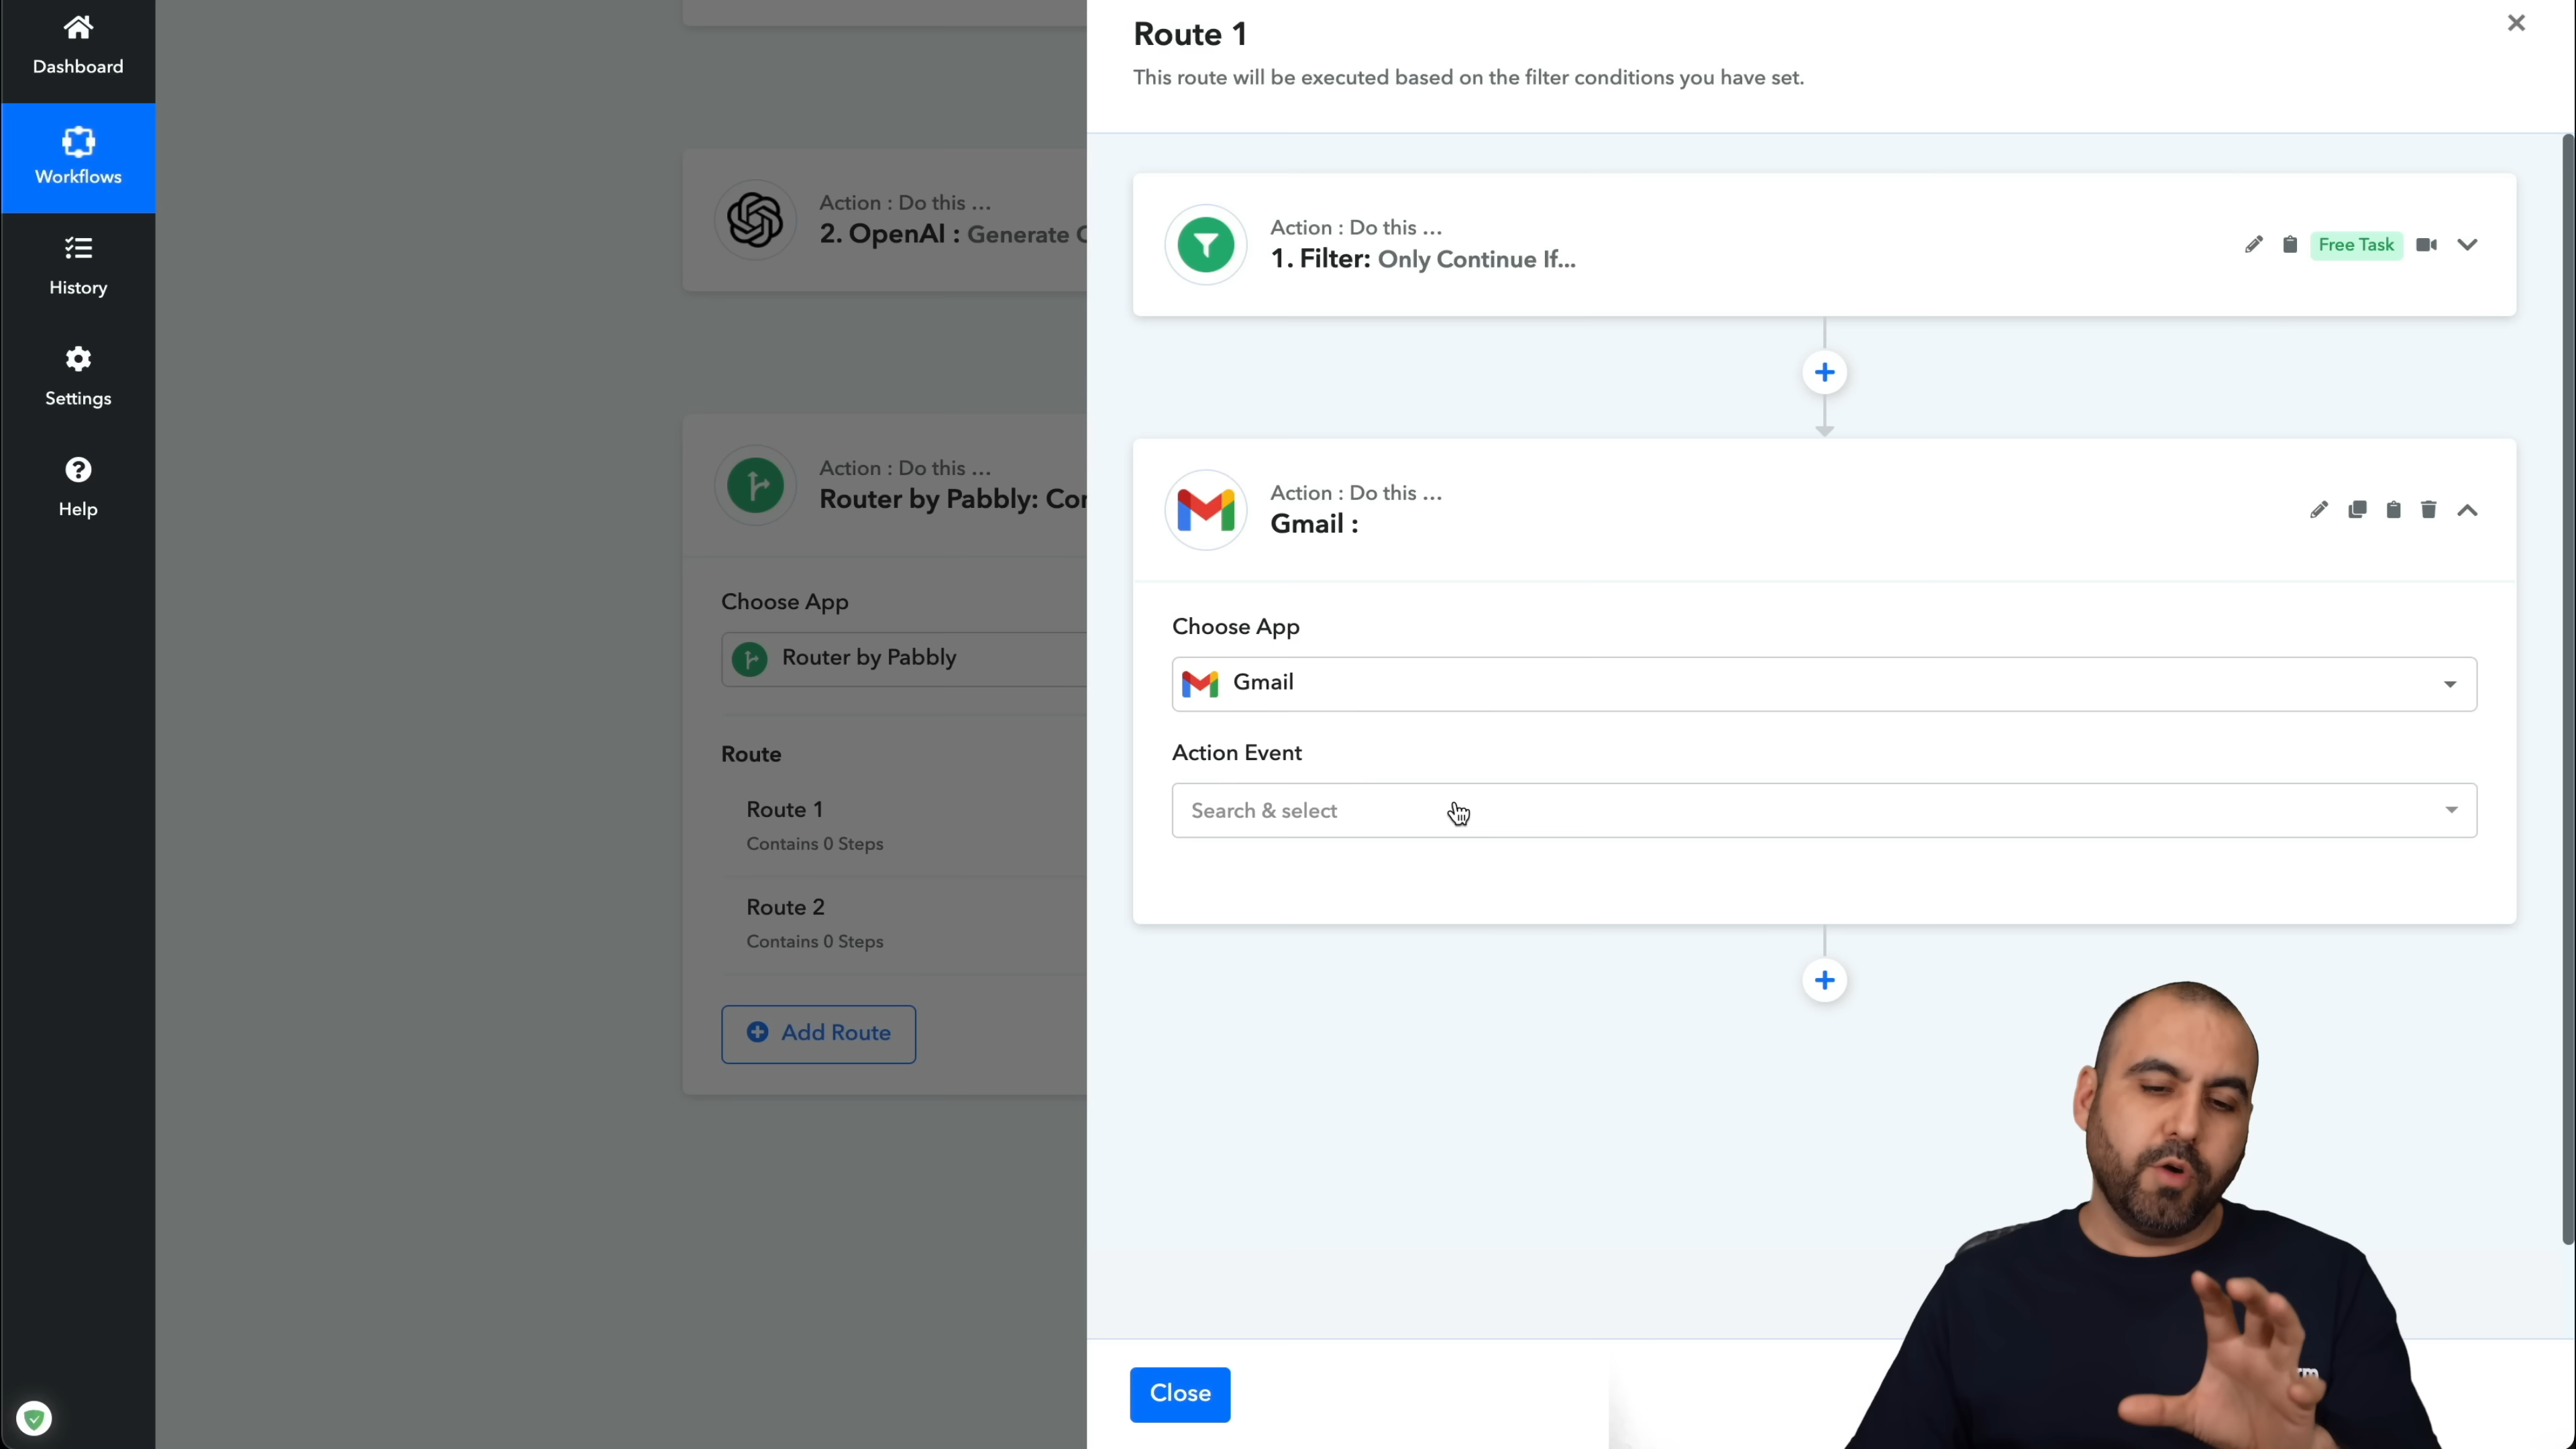 Dashboard
Workflows
History
Settings
Help
Action : Do this ...
2. OpenAI : Generate
Action : Do this ...
Router by Pabbly:
Choose App
Router by Pabbly
Route
Route 1
Contains 0 Steps
Route 2
Contains 0 Steps
Add Route
Route 1
This route will be executed based on the filter conditions you have set.
Action : Do this ...
1. Filter: Only Continue If...
Free Task
Action : Do this ...
Gmail :
Choose App
Gmail
Action Event
Search & select
Close